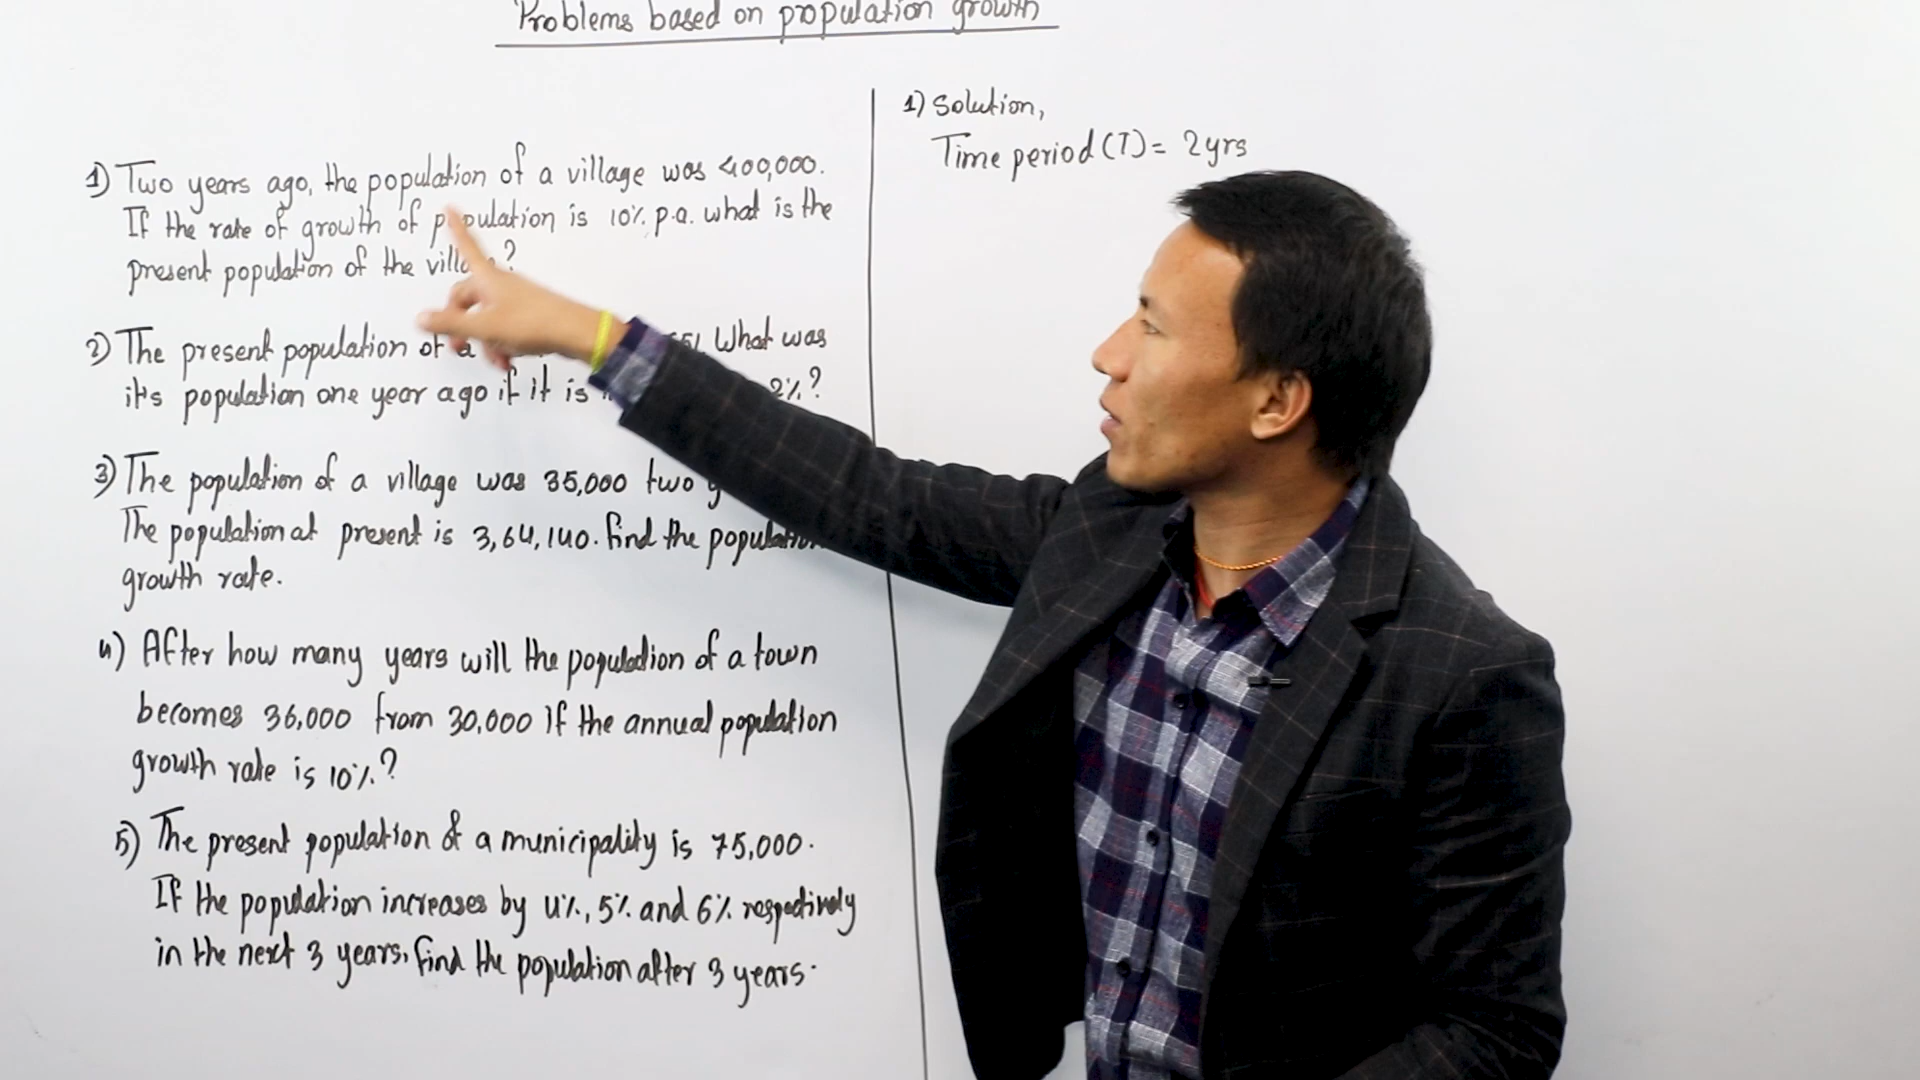 Problems based on population growth
1) Two years ago, the population of a village was 400,000.
If the rate of growth of population is 10% p.a. what is the
present population of the village?
2) The present population of a What was
it's population one year ago if it is 2%?
3) The population of a village was 35,000 two
The population at present is 3,64,140. find the population
growth rate.
4) After how many years will the population of a town
becomes 36,000 from 30,000 if the annual population
growth rate is 10%?
5) The present population of a municipality is 75,000.
If the population increases by 4%, 5% and 6% respectively
in the next 3 years, find the population after 3 years.
1) Solution,
Time period (T) = 2yrs